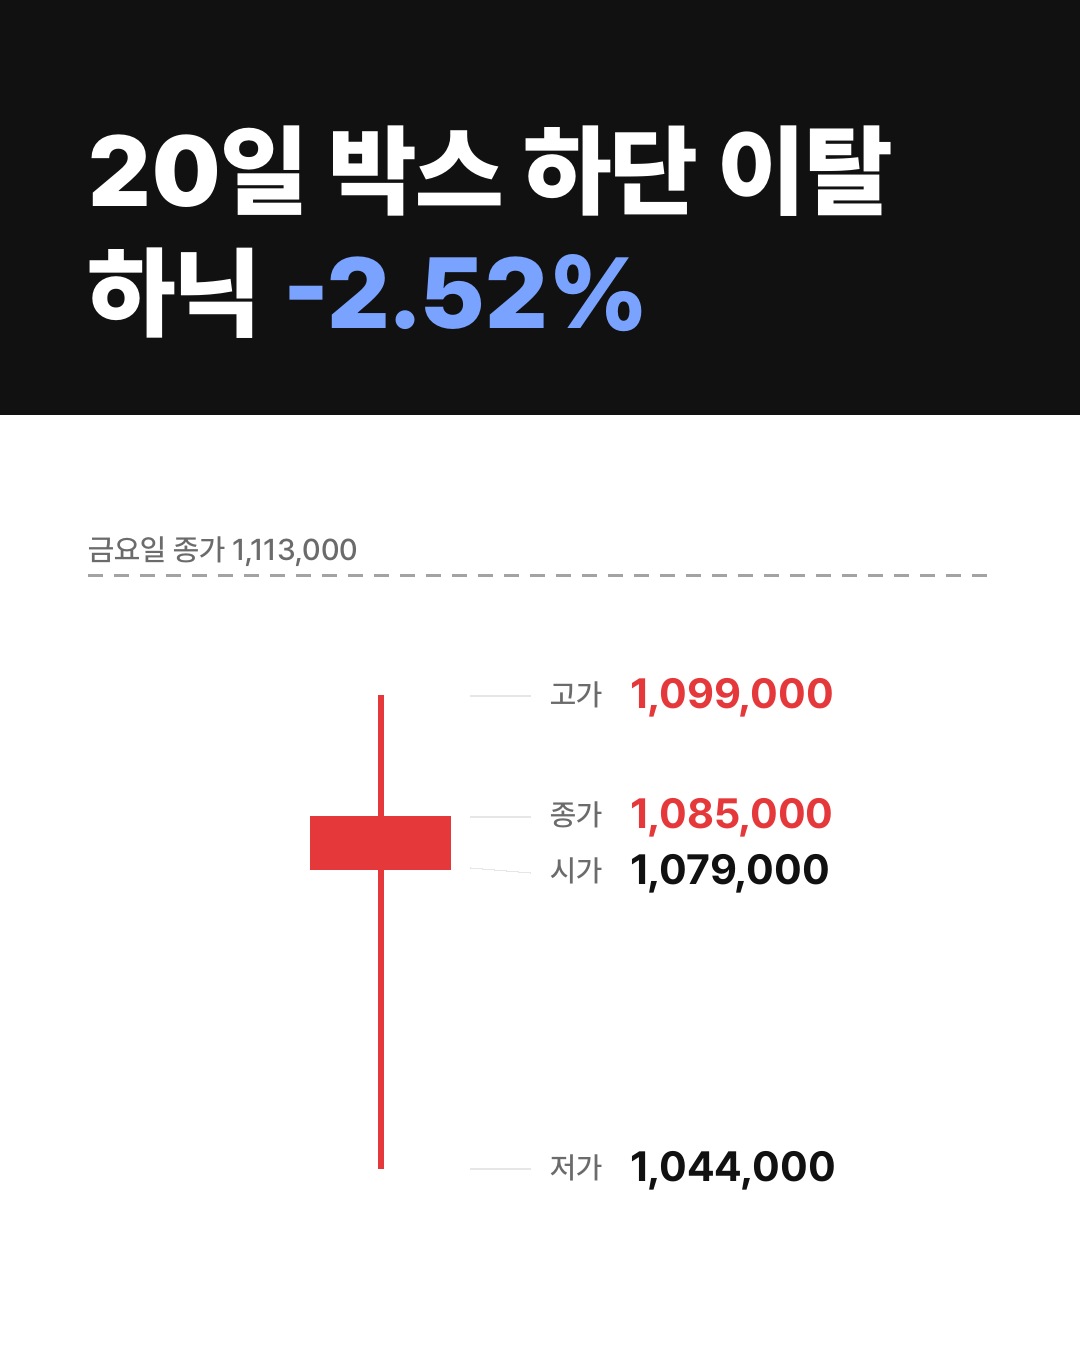 20일 박스 하단 이탈
하닉 -2.52%
금요일 종가 1,113,000
고가 1,099,000
종가 1,085,000
시가 1,079,000
저가 1,044,000